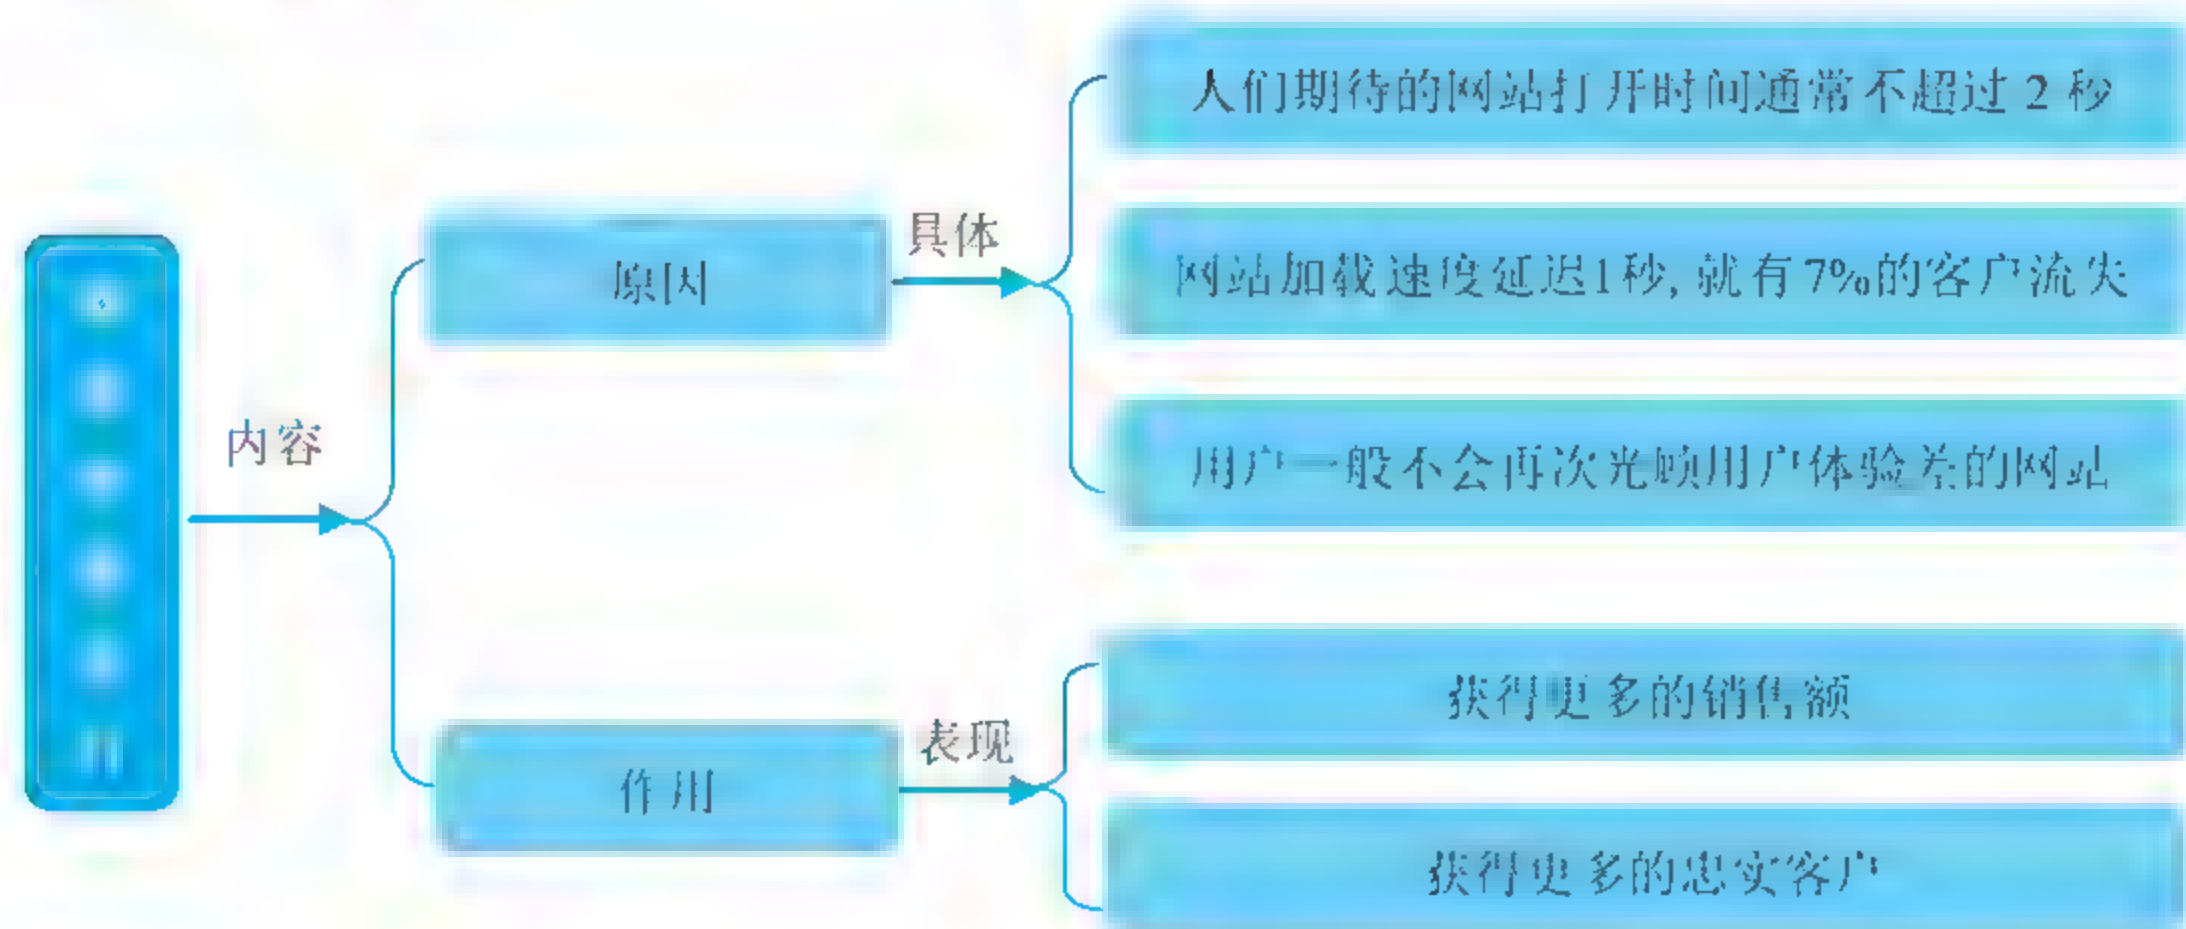 内容
原因
具体
人们期待的网站打开时间通常不超过2秒
网站加载速度延迟1秒,就有7%的客户流失
用户一般不会再次光顾用户体验差的网站
作用
表现
获得更多的销售额
获得更多的忠实客户